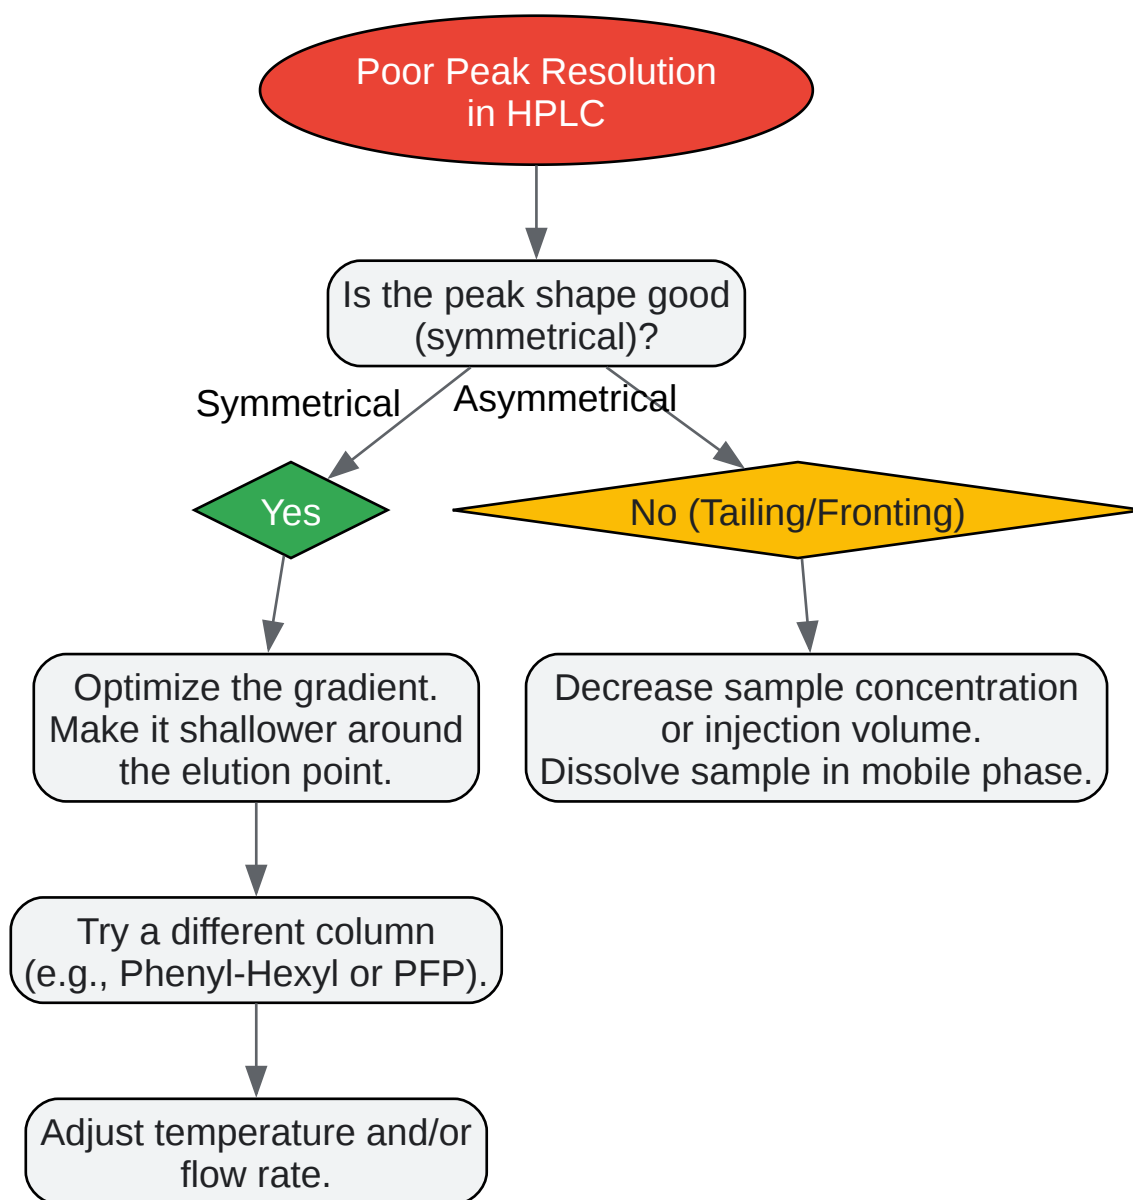 Poor Peak Resolution
in HPLC
Is the peak shape good
(symmetrical)?
Symmetrical
Asymmetrical
Yes
No (Tailing/Fronting)
Optimize the gradient.
Make it shallower around
the elution point.
Decrease sample concentration
or injection volume.
Dissolve sample in mobile phase.
Try a different column
(e.g., Phenyl-Hexyl or PFP).
Adjust temperature and/or
flow rate.